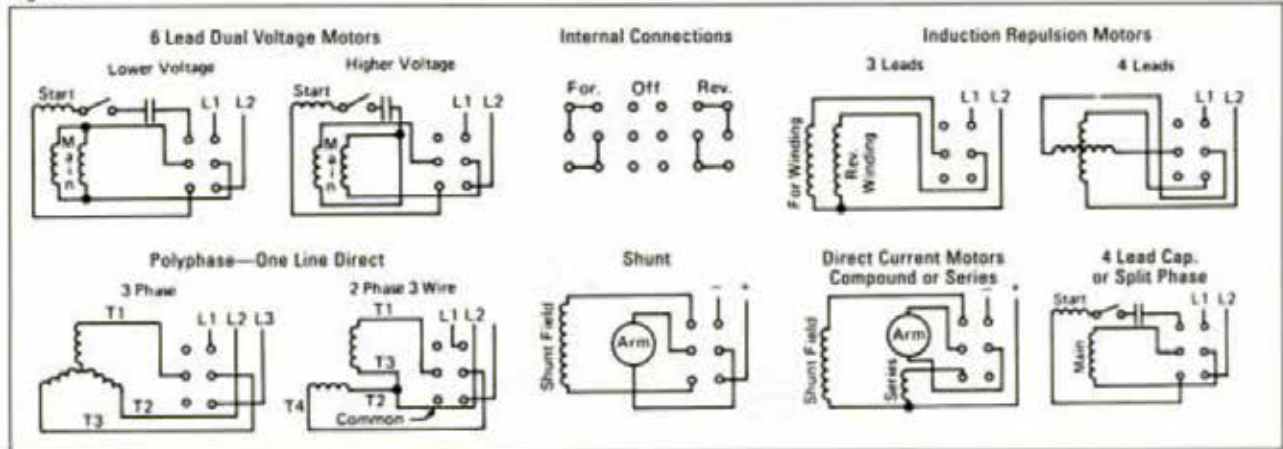 6 Lead Dual Voltage Motors
Lower Voltage
Start
L1 L2
Main
Higher Voltage
Start
L1 L2
Main
Internal Connections
For. Off Rev.
Induction Repulsion Motors
3 Leads
L1 L2
For Winding
Rev. Winding
4 Leads
L1 L2
Polyphase—One Line Direct
3 Phase
T1
L1 L2 L3
T2
T3
2 Phase 3 Wire
T1
L1 L2
T3
T2
T4
Common
Shunt
- +
Shunt Field
Arm
Direct Current Motors
Compound or Series
- +
Shunt Field
Arm
Series
4 Lead Cap.
or Split Phase
Start
L1 L2
Main